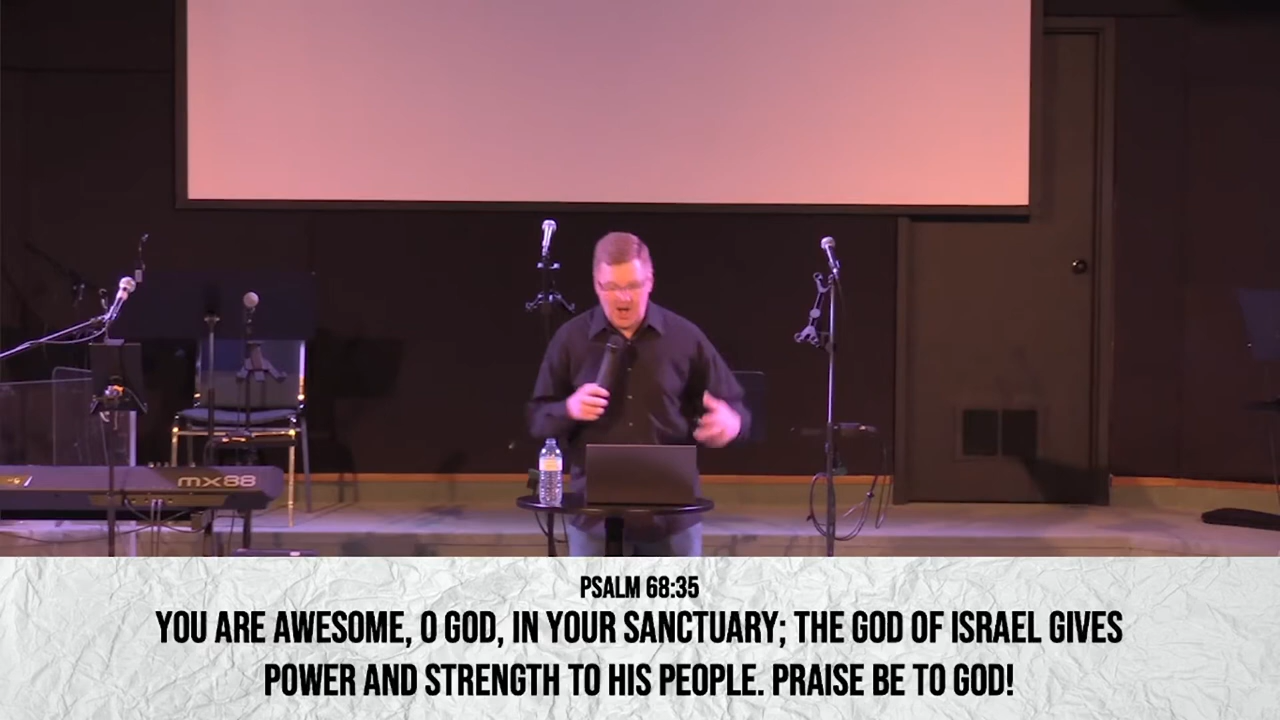 mx88
PSALM 68:35
YOU ARE AWESOME, O GOD, IN YOUR SANCTUARY; THE GOD OF ISRAEL GIVES
POWER AND STRENGTH TO HIS PEOPLE. PRAISE BE TO GOD!